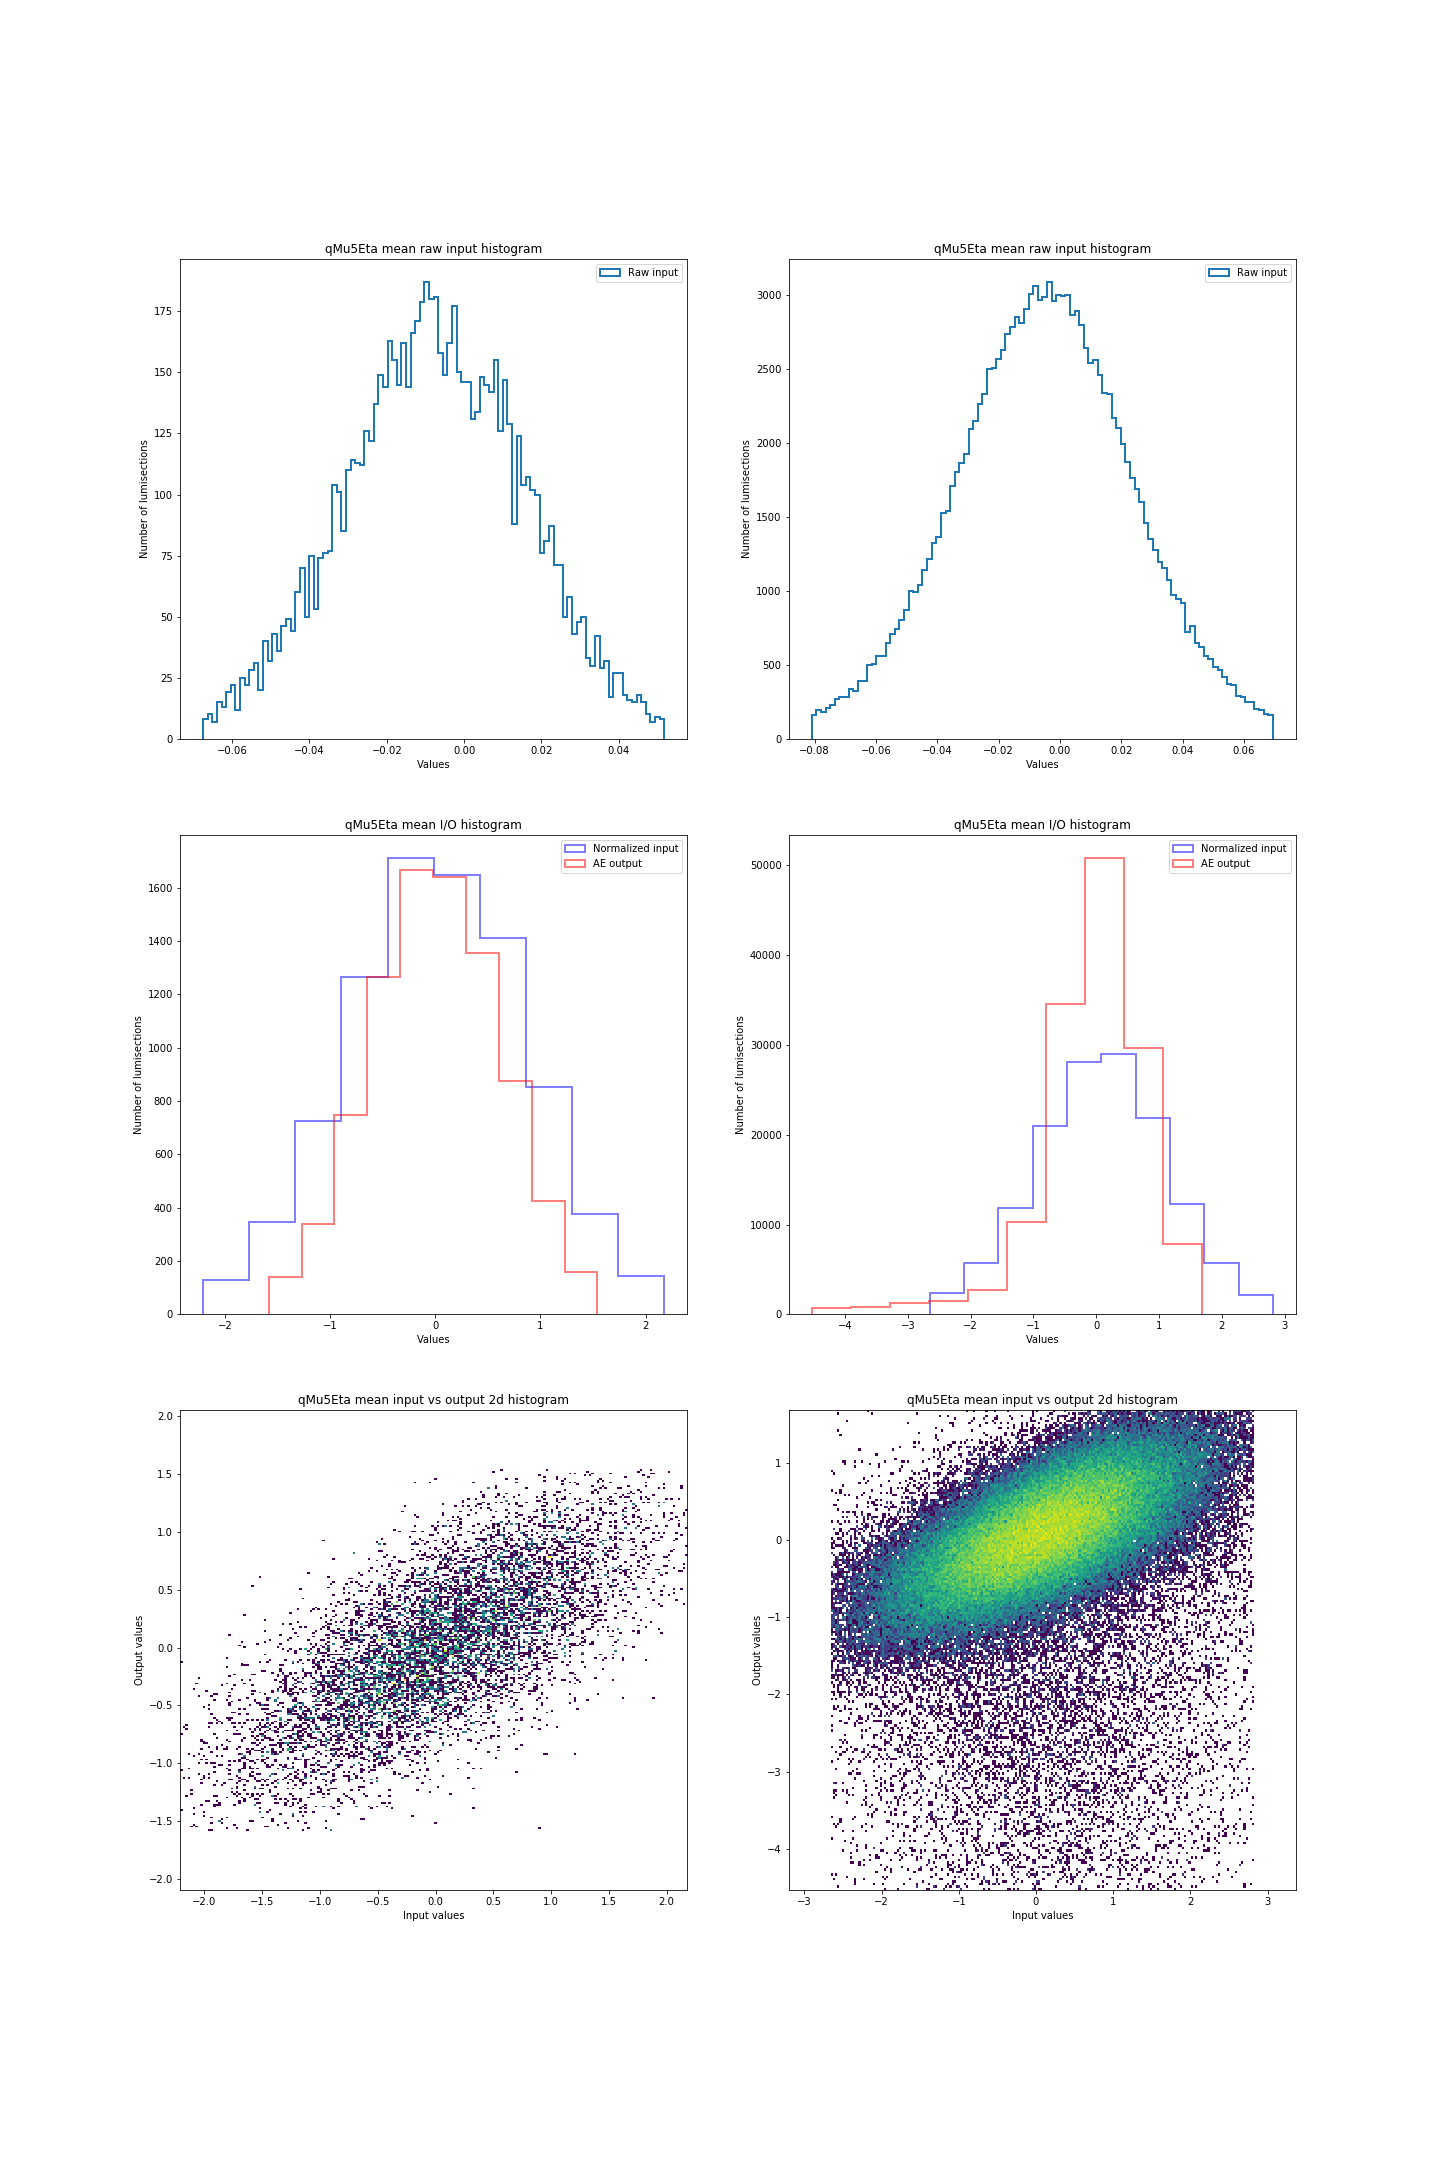 qMu5Eta mean raw input histogram
Raw input
Number of lumisections
175
150
125
100
75
50
25
0
−0.06 −0.04 −0.02 0.00 0.02 0.04
Values
qMu5Eta mean raw input histogram
Raw input
Number of lumisections
3000
2500
2000
1500
1000
500
0
−0.08 −0.06 −0.04 −0.02 0.00 0.02 0.04 0.06
Values
qMu5Eta mean I/O histogram
Normalized input
AE output
Number of lumisections
1600
1400
1200
1000
800
600
400
200
0
−2 −1 0 1 2
Values
qMu5Eta mean I/O histogram
Normalized input
AE output
Number of lumisections
50000
40000
30000
20000
10000
0
−4 −3 −2 −1 0 1 2 3
Values
qMu5Eta mean input vs output 2d histogram
Output values
2.0
1.5
1.0
0.5
0.0
−0.5
−1.0
−1.5
−2.0
−2.0 −1.5 −1.0 −0.5 0.0 0.5 1.0 1.5 2.0
Input values
qMu5Eta mean input vs output 2d histogram
Output values
1
0
−1
−2
−3
−4
−3 −2 −1 0 1 2 3
Input values